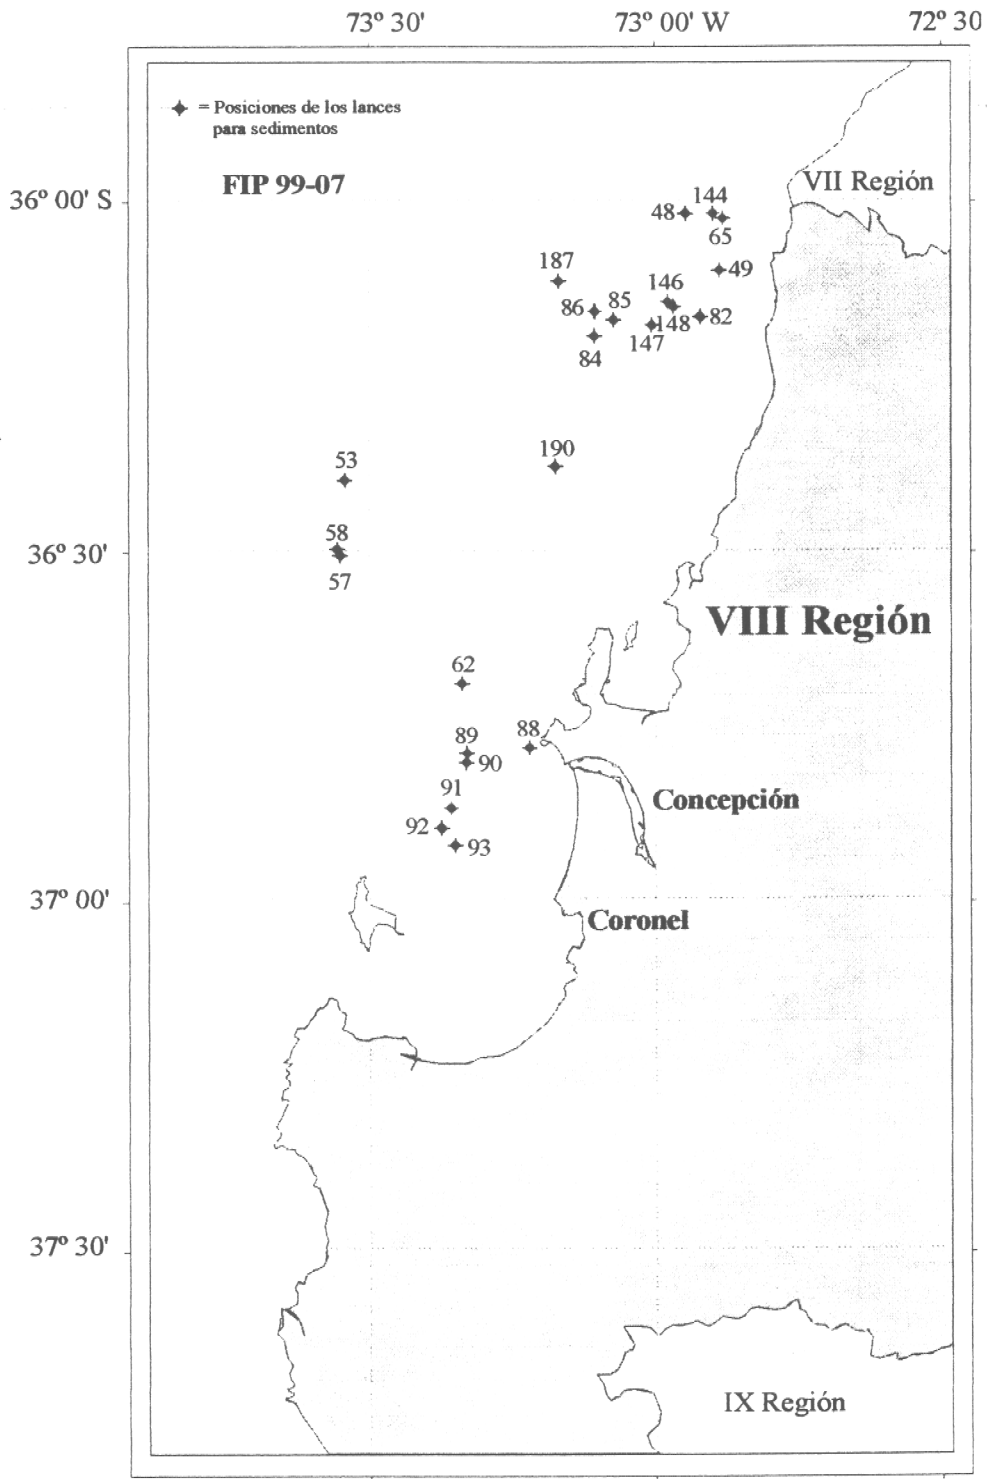 73º 30'
73º 00' W
72º 30
= Posiciones de los lances
para sedimentos
FIP 99-07
36º 00' S
VII Región
144
48
65
49
187
146
86
85
82
148
147
84
190
53
36º 30'
58
57
VIII Región
62
88
89
90
91
Concepción
92
93
37º 00'
Coronel
37º 30'
IX Región